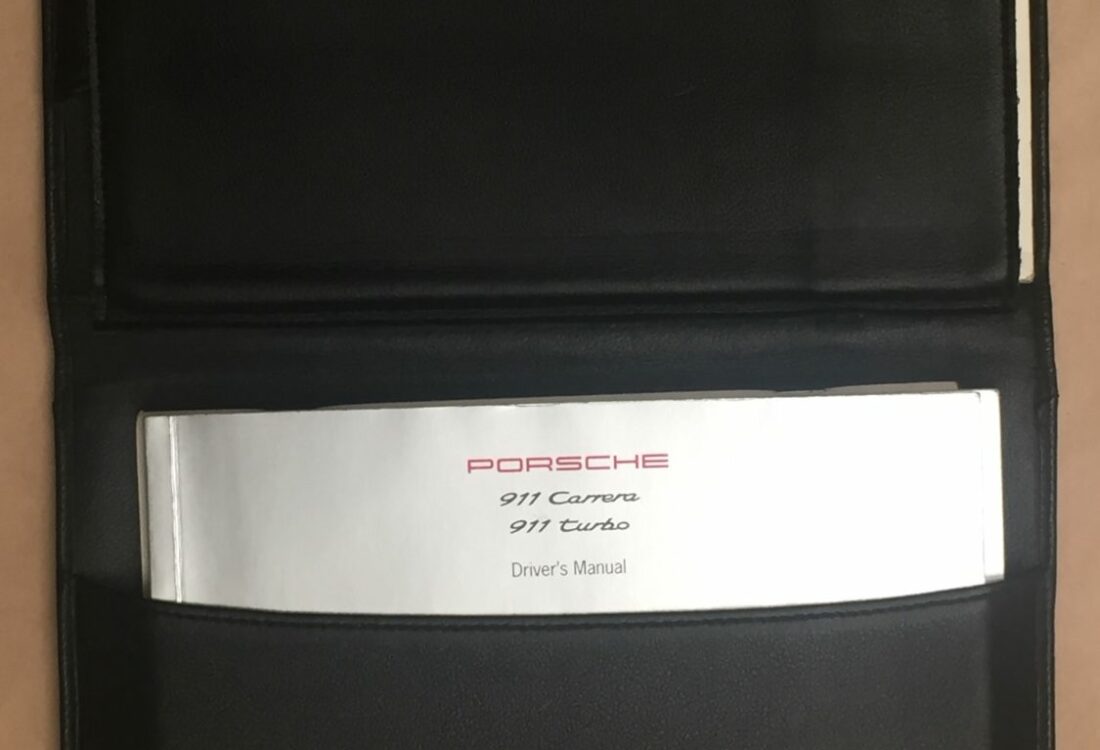 PORSCHE
911 Carrera
911 turbo
Driver's Manual